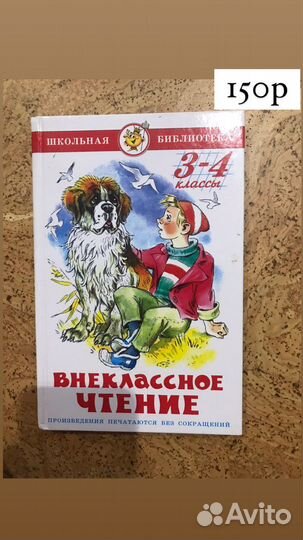 150р
ШКОЛЬНАЯ БИБЛИОТЕКА
3-4
классы
ВНЕКЛАССНОЕ
ЧТЕНИЕ
ПРОИЗВЕДЕНИЯ ПЕЧАТАЮТСЯ БЕЗ СОКРАЩЕНИЙ
Avito